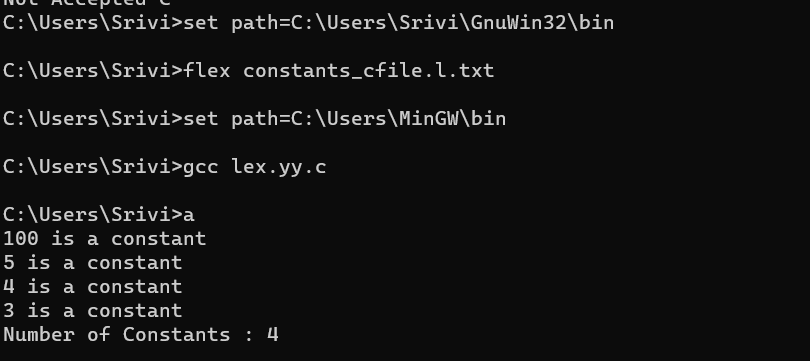 Not Accepted C
C:\Users\Srivi>set path=C:\Users\Srivi\GnuWin32\bin
C:\Users\Srivi>flex constants_cfile.l.txt
C:\Users\Srivi>set path=C:\Users\MinGW\bin
C:\Users\Srivi>gcc lex.yy.c
C:\Users\Srivi>a
100 is a constant
5 is a constant
4 is a constant
3 is a constant
Number of Constants : 4